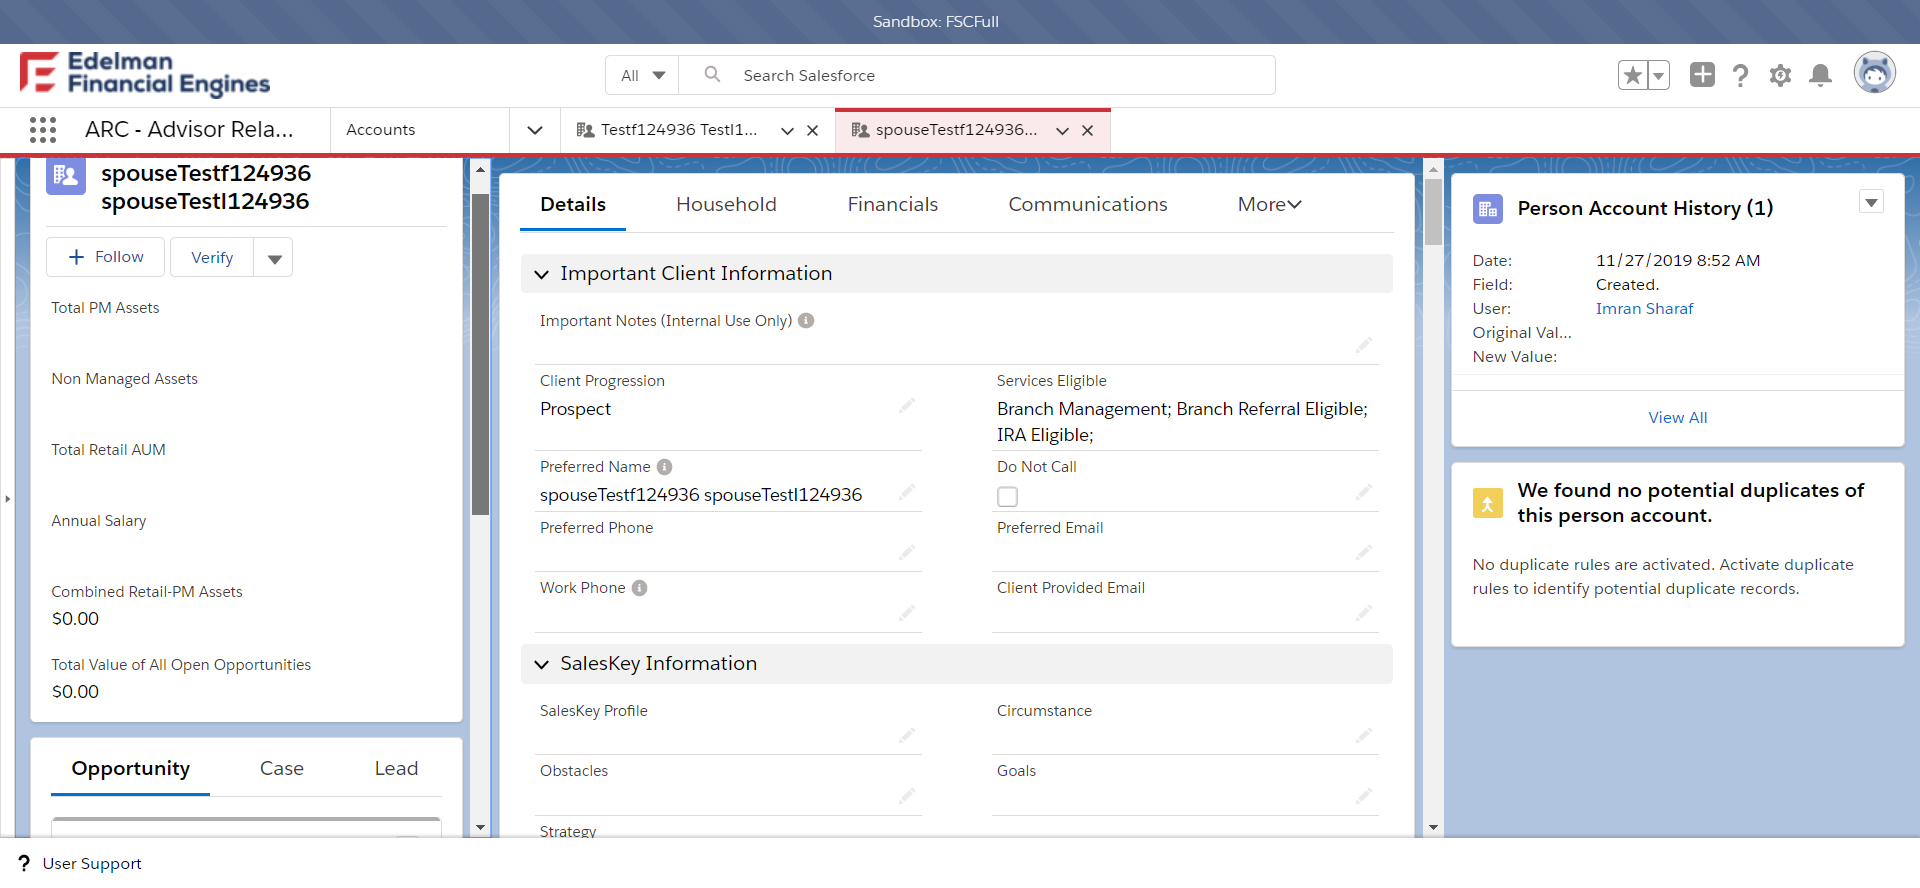 Sandbox: FSCFull
Edelman
Financial Engines
All
Search Salesforce
ARC - Advisor Rela...
Accounts
Testf124936 Testl1...
spouseTestf124936...
spouseTestf124936
spouseTestl124936
Follow
Verify
Total PM Assets
Non Managed Assets
Total Retail AUM
Annual Salary
Combined Retail-PM Assets
$0.00
Total Value of All Open Opportunities
$0.00
Opportunity
Case
Lead
Details
Household
Financials
Communications
More
Important Client Information
Important Notes (Internal Use Only)
Client Progression
Prospect
Services Eligible
Branch Management; Branch Referral Eligible;
IRA Eligible;
Preferred Name
spouseTestf124936 spouseTestl124936
Do Not Call
Preferred Phone
Preferred Email
Work Phone
Client Provided Email
SalesKey Information
SalesKey Profile
Circumstance
Obstacles
Goals
Strategy
Person Account History (1)
Date: 11/27/2019 8:52 AM
Field: Created.
User: Imran Sharaf
Original Val...
New Value:
View All
We found no potential duplicates of
this person account.
No duplicate rules are activated. Activate duplicate
rules to identify potential duplicate records.
? User Support